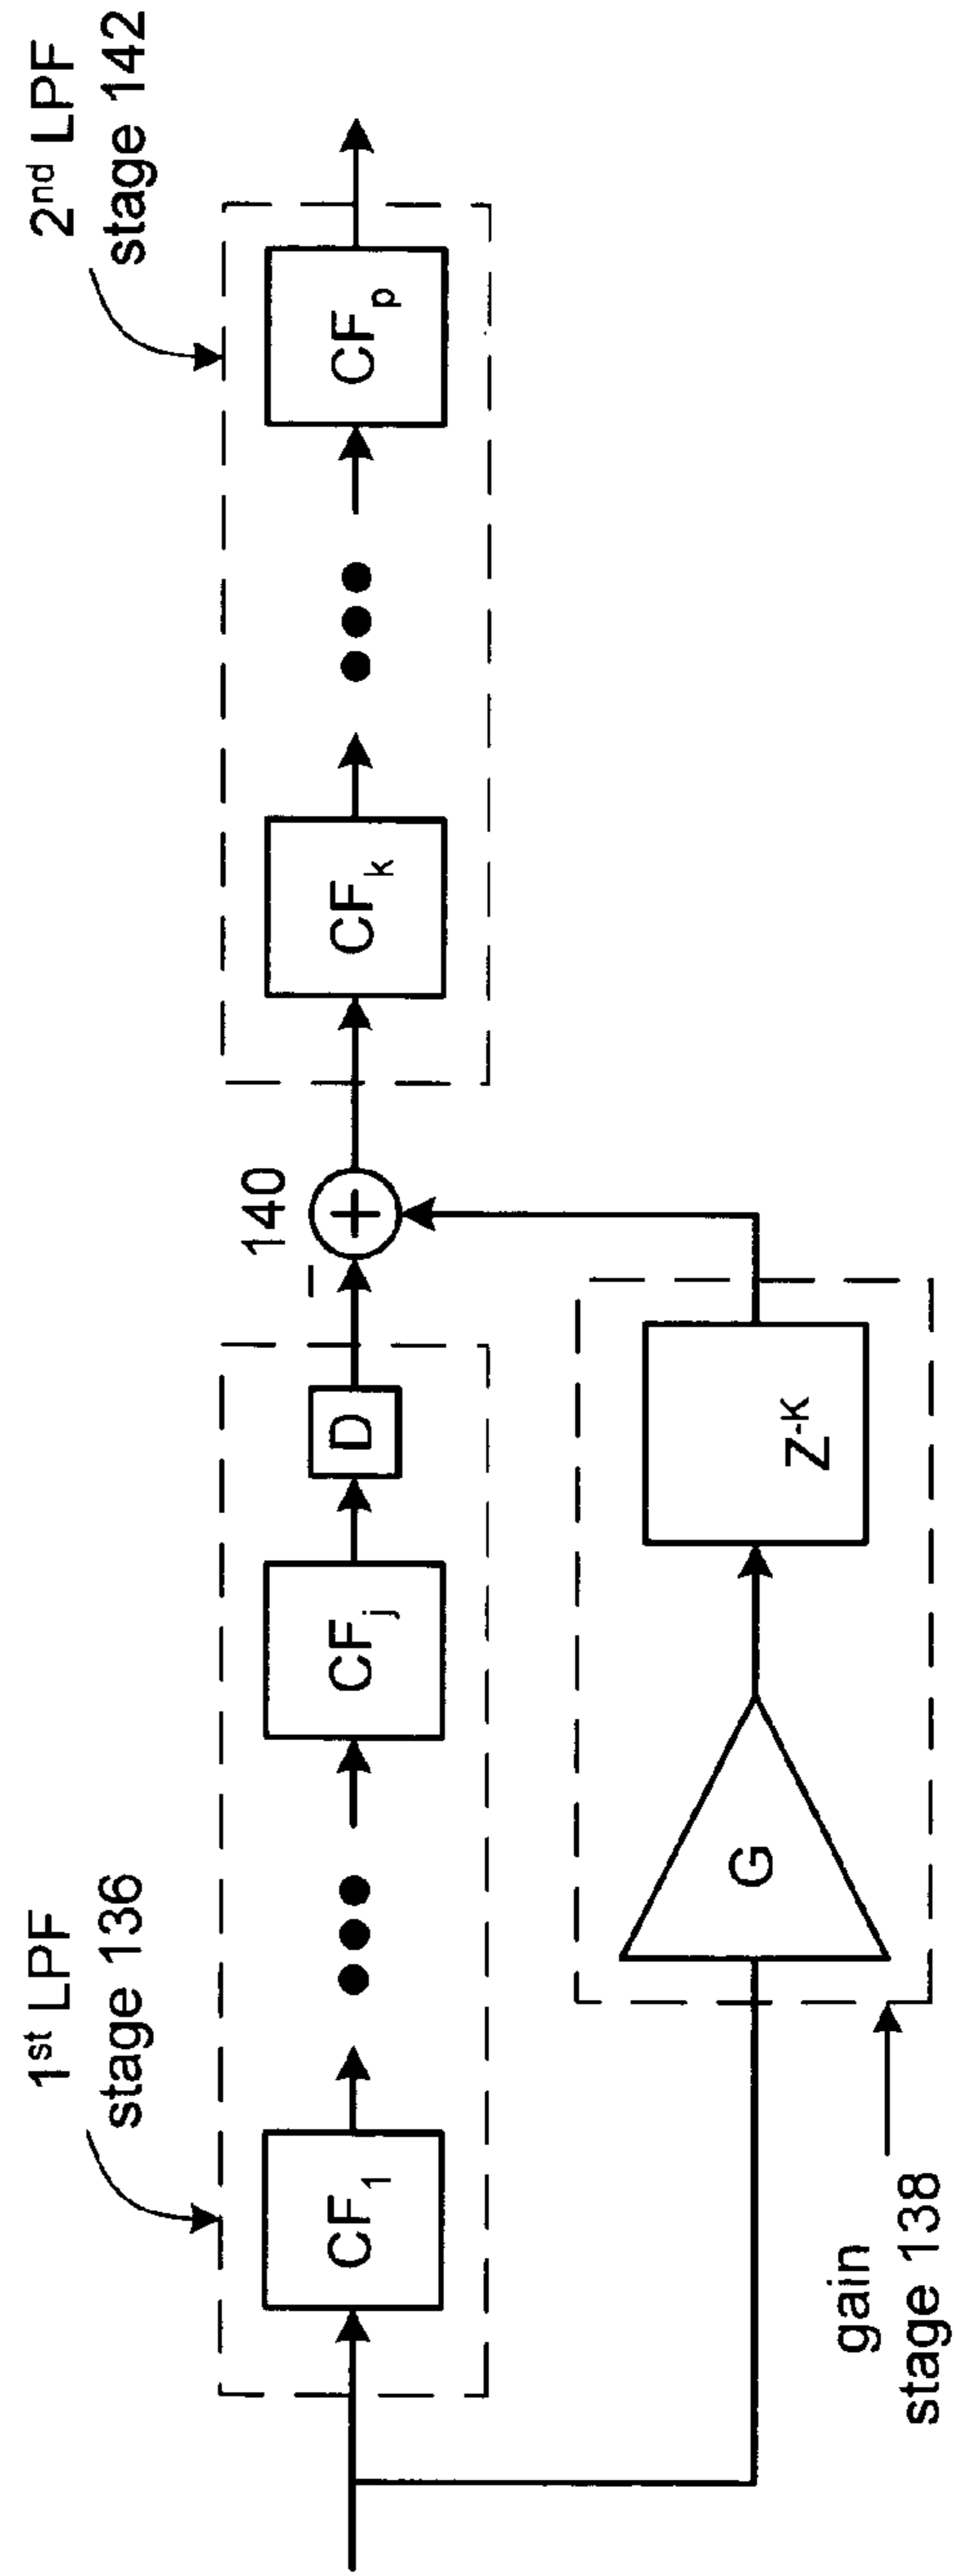 1st LPF
stage 136
2nd LPF
stage 142
CF1
CFj
D
−
140
+
CFk
CFp
G
Z-K
gain
stage 138